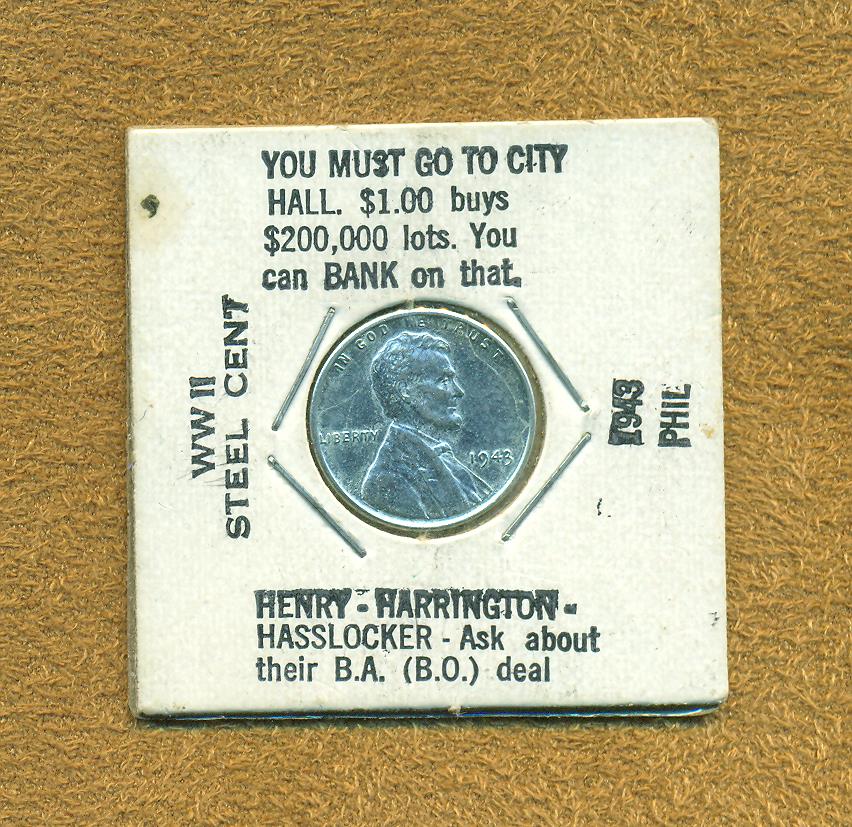 YOU MUST GO TO CITY
HALL. $1.00 buys
$200,000 lots. You
can BANK on that.
WW II
STEEL CENT
IN GOD WE TRUST
LIBERTY
1943
1943
PHIL
HENRY - HARRINGTON -
HASSLOCKER - Ask about
their B.A. (B.O.) deal